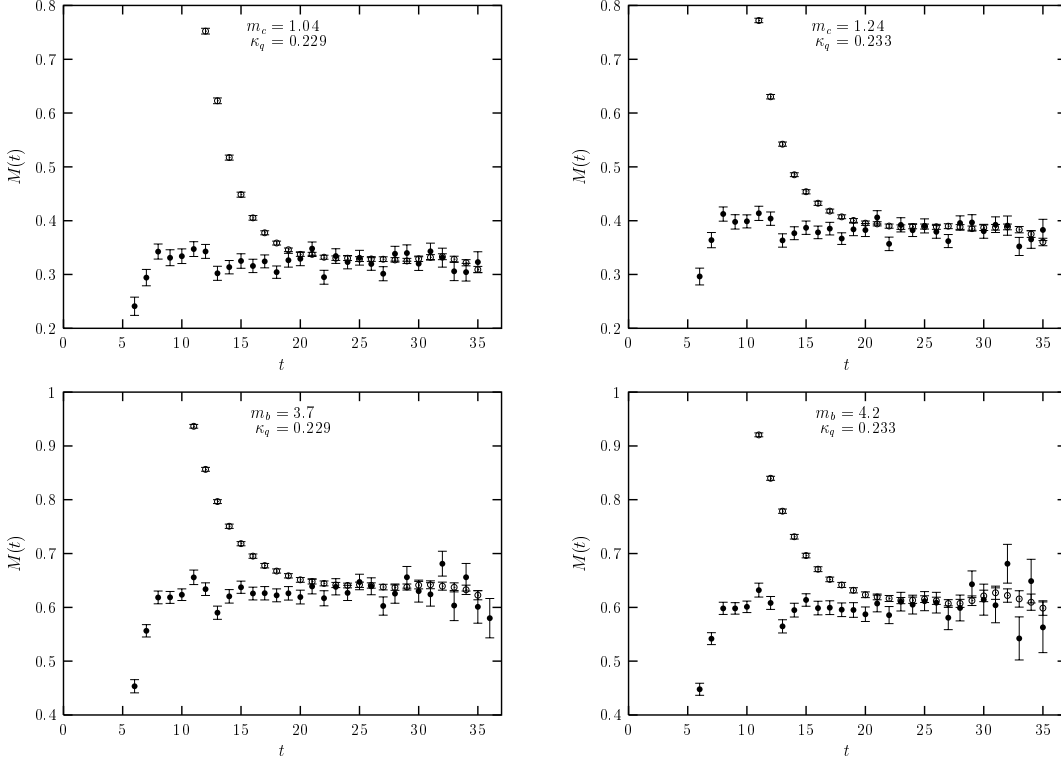 m_c = 1.04
κ_q = 0.229
M(t)
0.8
0.7
0.6
0.5
0.4
0.3
0.2
0 5 10 15 20 25 30 35
t
m_c = 1.24
κ_q = 0.233
M(t)
0.8
0.7
0.6
0.5
0.4
0.3
0.2
0 5 10 15 20 25 30 35
t
m_b = 3.7
κ_q = 0.229
M(t)
1
0.9
0.8
0.7
0.6
0.5
0.4
0 5 10 15 20 25 30 35
t
m_b = 4.2
κ_q = 0.233
M(t)
1
0.9
0.8
0.7
0.6
0.5
0.4
0 5 10 15 20 25 30 35
t